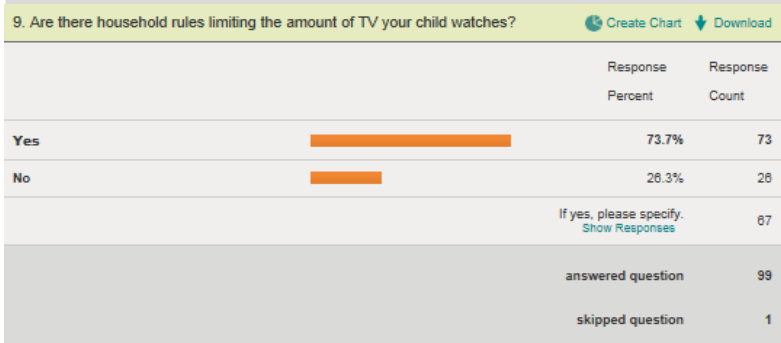 9. Are there household rules limiting the amount of TV your child watches? Create Chart Download
Response Response
Percent Count
Yes 73.7% 73
No 26.3% 26
If yes, please specify. 67
Show Responses
answered question 99
skipped question 1